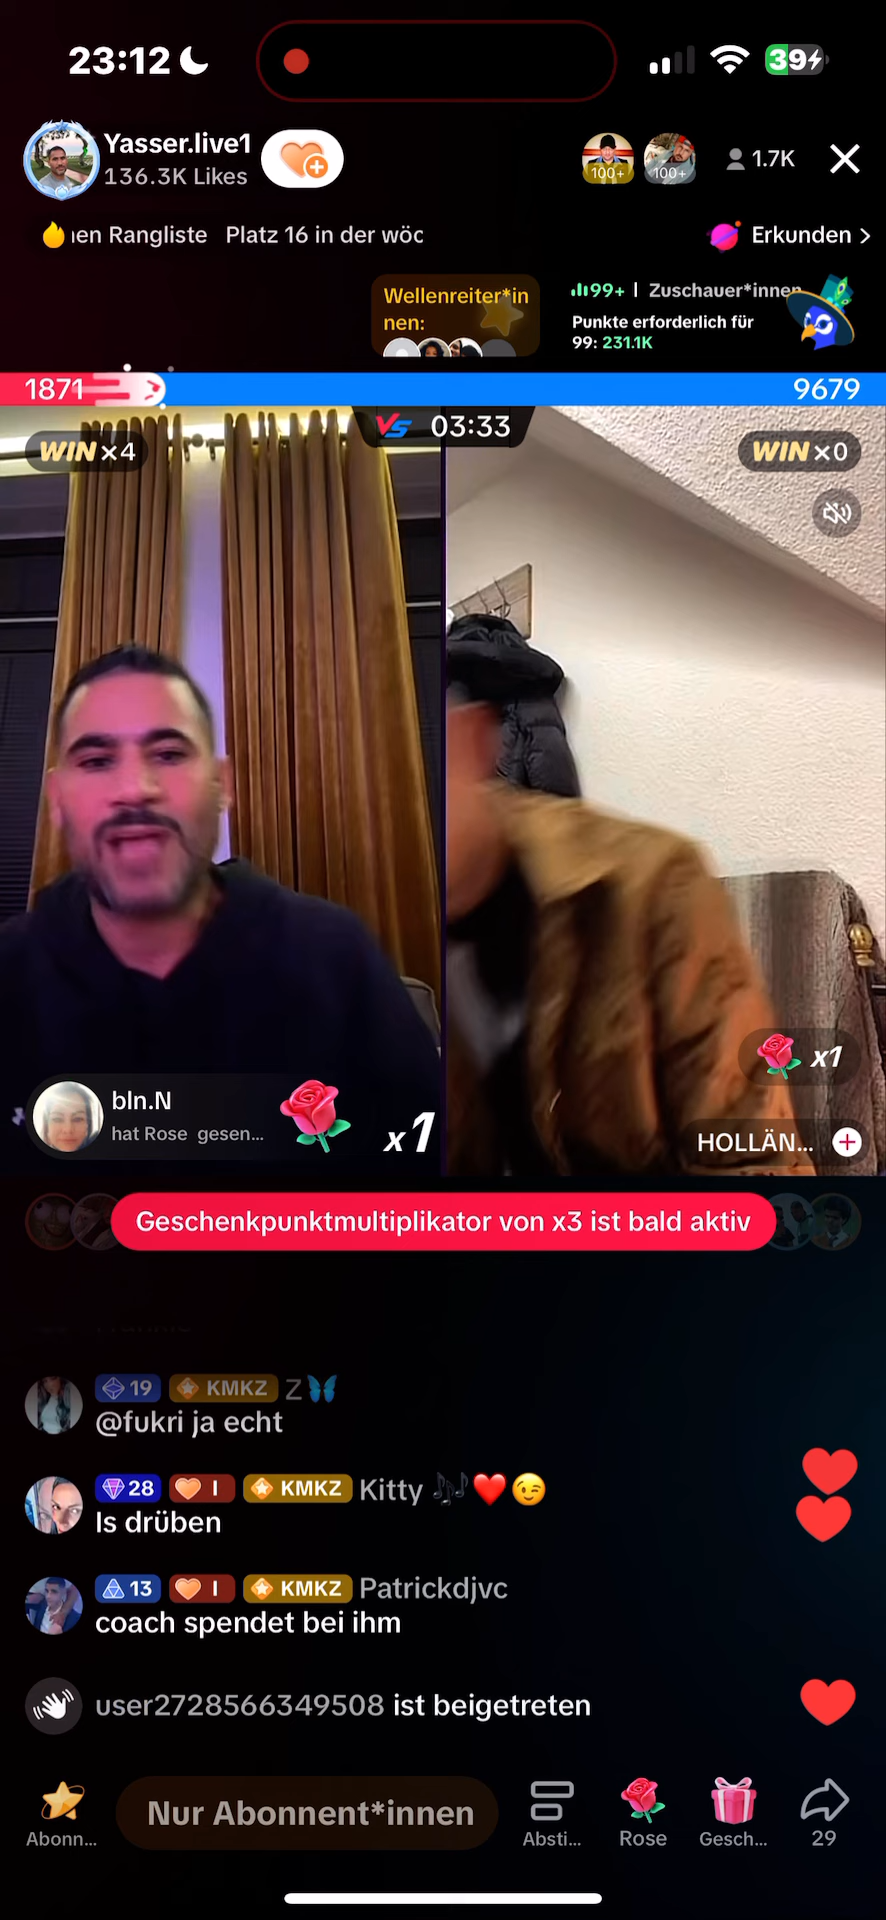 23:12
39
Yasser.live1
136.3K Likes
100+
100+
1.7K
nen Rangliste Platz 16 in der wöc
Erkunden >
Wellenreiter*in
nen:
99+ | Zuschauer*innen
Punkte erforderlich für
99: 231.1K
1871
9679
VS 03:33
WIN x4
WIN x0
x1
bln.N
hat Rose gesen...
x1
HOLLÄN...
Geschenkpunktmultiplikator von x3 ist bald aktiv
19 KMKZ Z
@fukri ja echt
28 I KMKZ Kitty 🎶❤️😉
Is drüben
13 I KMKZ Patrickdjvc
coach spendet bei ihm
user2728566349508 ist beigetreten
Nur Abonnent*innen
Abonn...
Absti...
Rose
Gesch...
29